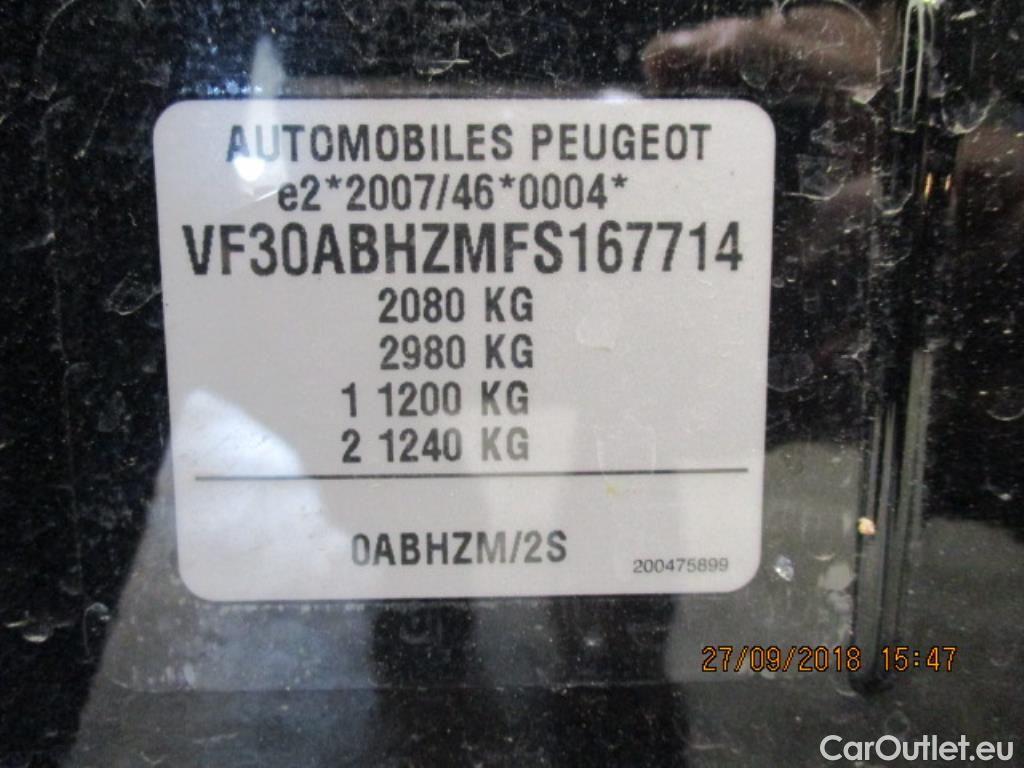 AUTOMOBILES PEUGEOT
e2*2007/46*0004*
VF30ABHZMFS167714
2080 KG
2980 KG
1 1200 KG
2 1240 KG
0ABHZM/2S
200475899
27/09/2018 15:47
CarOutlet.eu